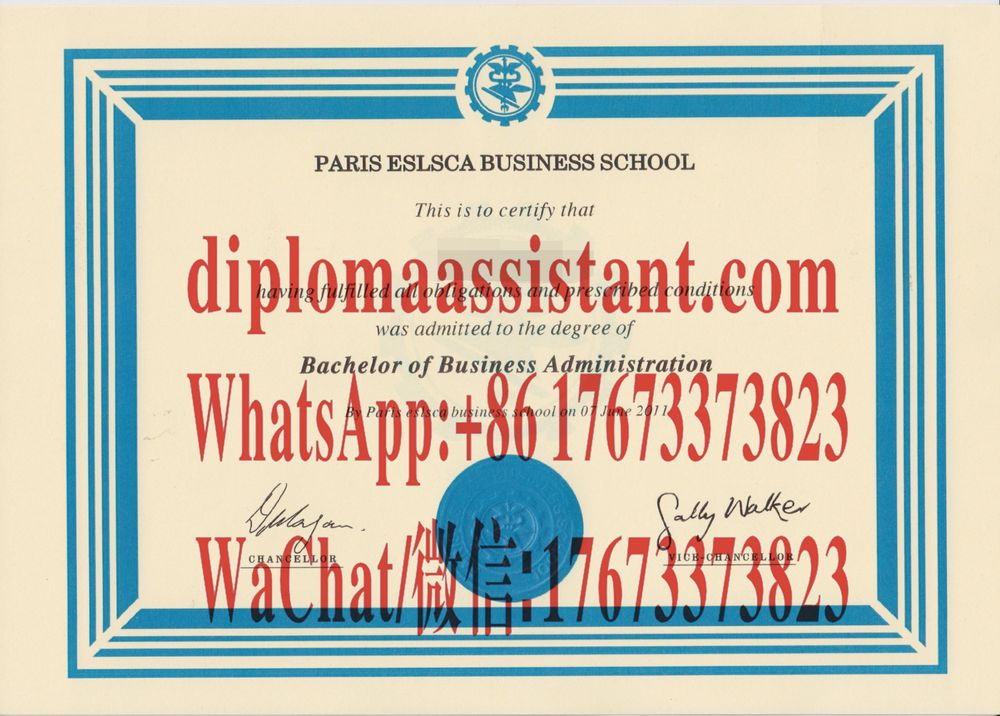 PARIS ESLSCA BUSINESS SCHOOL
This is to certify that
diplomaassistant.com
having fulfilled all obligations and prescribed conditions
was admitted to the degree of
Bachelor of Business Administration
WhatsApp:+86 17673373823
By Paris eslsca business school on 07 June 2011
Sally Walker
CHANCELLOR
VICE-CHANCELLOR
WaChat/微信:17673373823